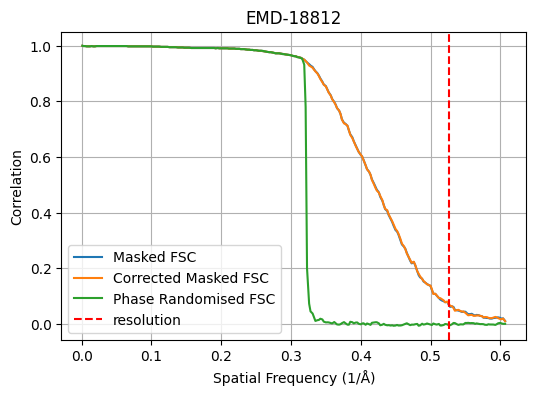 EMD-18812
Correlation
1.0
0.8
0.6
0.4
0.2
0.0
Masked FSC
Corrected Masked FSC
Phase Randomised FSC
resolution
0.0 0.1 0.2 0.3 0.4 0.5 0.6
Spatial Frequency (1/Å)